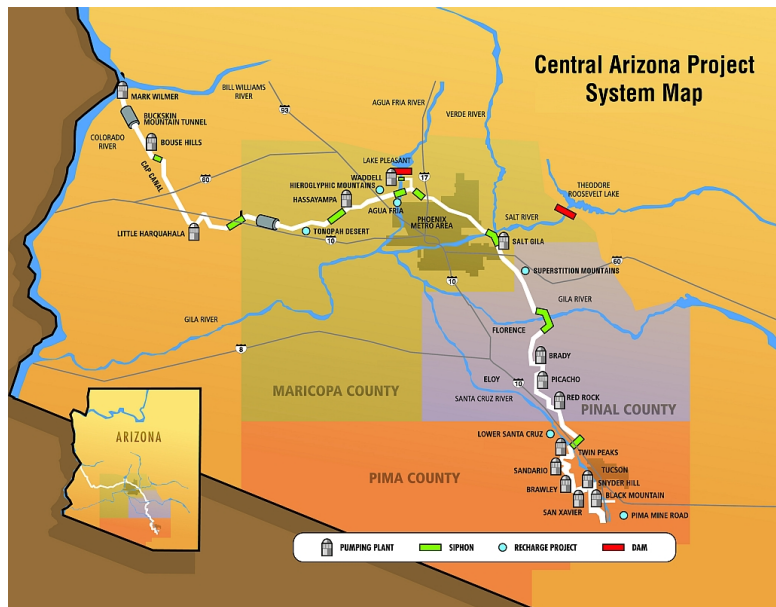 Central Arizona Project
System Map
MARK WILMER
BUCKSKIN
MOUNTAIN TUNNEL
COLORADO
RIVER
BOUSE HILLS
CAP CANAL
BILL WILLIAMS
RIVER
93
60
AGUA FRIA RIVER
VERDE RIVER
LAKE PLEASANT
WADDELL
17
HIEROGLYPHIC MOUNTAINS
HASSAYAMPA
AGUA FRIA
PHOENIX
METRO AREA
THEODORE
ROOSEVELT LAKE
SALT RIVER
LITTLE HARQUAHALA
TONOPAH DESERT
10
SALT GILA
60
SUPERSTITION MOUNTAINS
10
GILA RIVER
GILA RIVER
FLORENCE
8
BRADY
ELOY
10
PICACHO
MARICOPA COUNTY
SANTA CRUZ RIVER
RED ROCK
PINAL COUNTY
LOWER SANTA CRUZ
TWIN PEAKS
PIMA COUNTY
SANDARIO
TUCSON
SNYDER HILL
BRAWLEY
BLACK MOUNTAIN
SAN XAVIER
PIMA MINE ROAD
ARIZONA
PUMPING PLANT
SIPHON
RECHARGE PROJECT
DAM